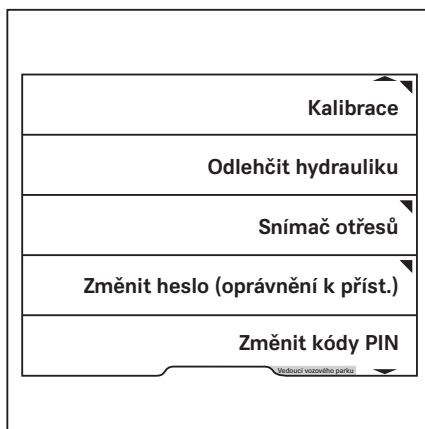 Kalibrace
Odlehčit hydrauliku
Snímač otřesů
Změnit heslo (oprávnění k příst.)
Změnit kódy PIN
Vedoucí vozového parku